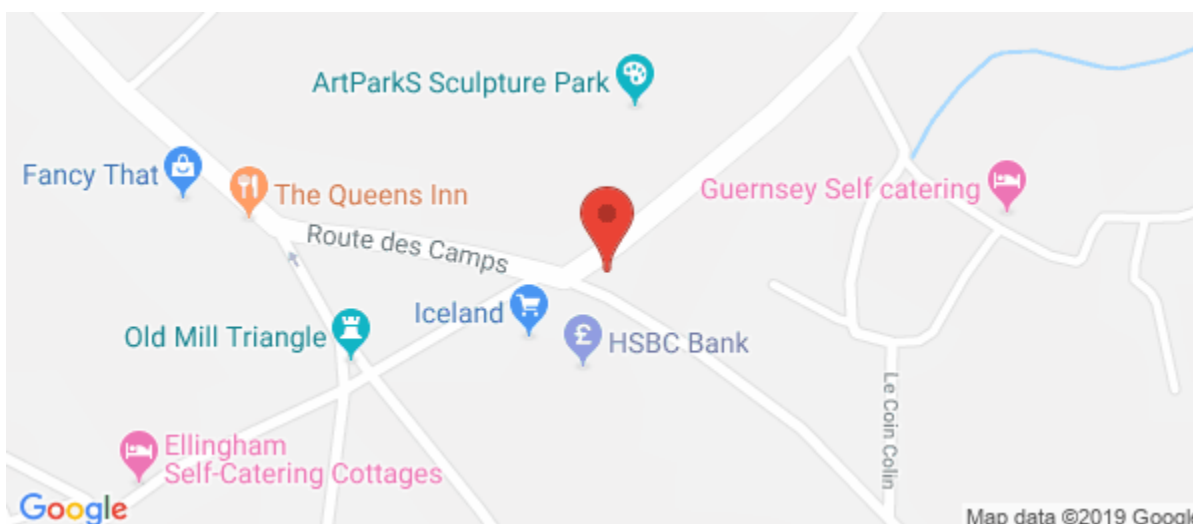 ArtParkS Sculpture Park
Fancy That
The Queens Inn
Guernsey Self catering
Route des Camps
Iceland
Old Mill Triangle
£
HSBC Bank
Le Coin Colin
Ellingham
Self-Catering Cottages
Google
Map data ©2019 Google